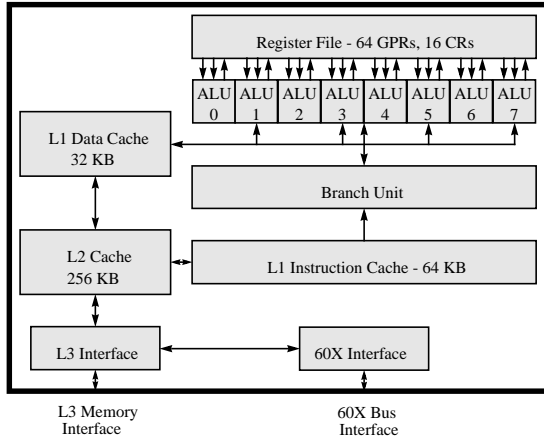 Register File - 64 GPRs, 16 CRs
ALU ALU ALU ALU ALU ALU ALU ALU
0 1 2 3 4 5 6 7
L1 Data Cache
32 KB
Branch Unit
L2 Cache
256 KB
L1 Instruction Cache - 64 KB
L3 Interface
60X Interface
L3 Memory
Interface
60X Bus
Interface